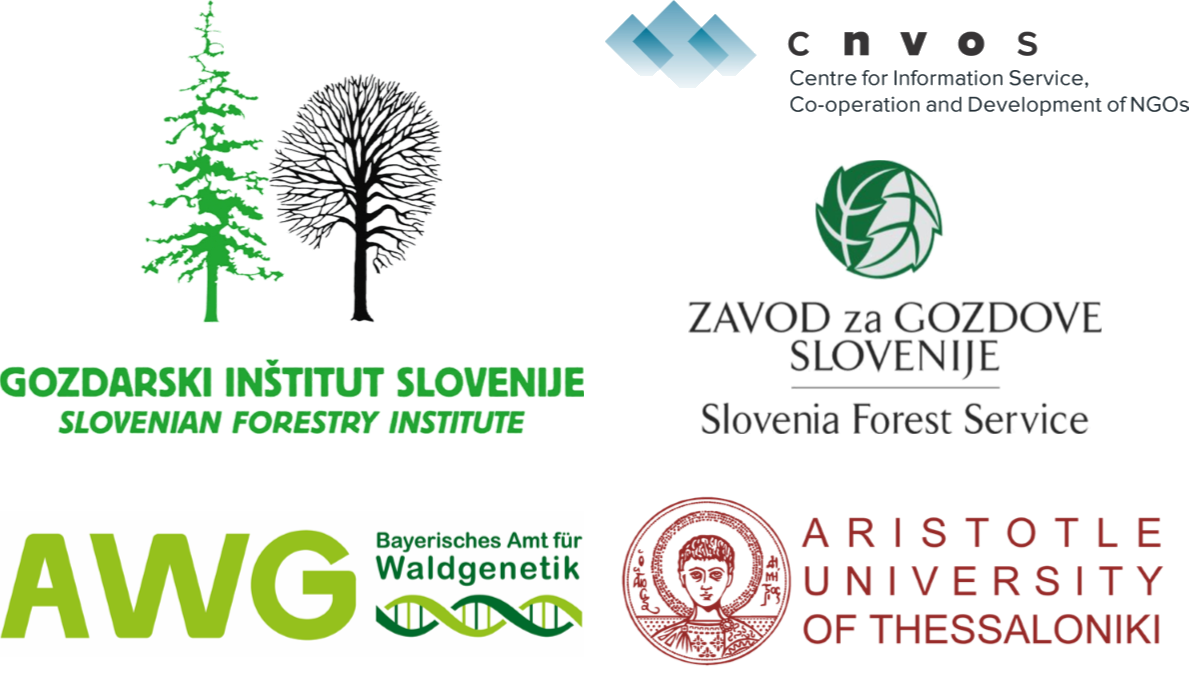 GOZDARSKI INŠTITUT SLOVENIJE
SLOVENIAN FORESTRY INSTITUTE
cnvos
Centre for Information Service,
Co-operation and Development of NGOs
ZAVOD za GOZDOVE
SLOVENIJE
Slovenia Forest Service
AWG
Bayerisches Amt für
Waldgenetik
ARISTOTLE
UNIVERSITY
OF THESSALONIKI